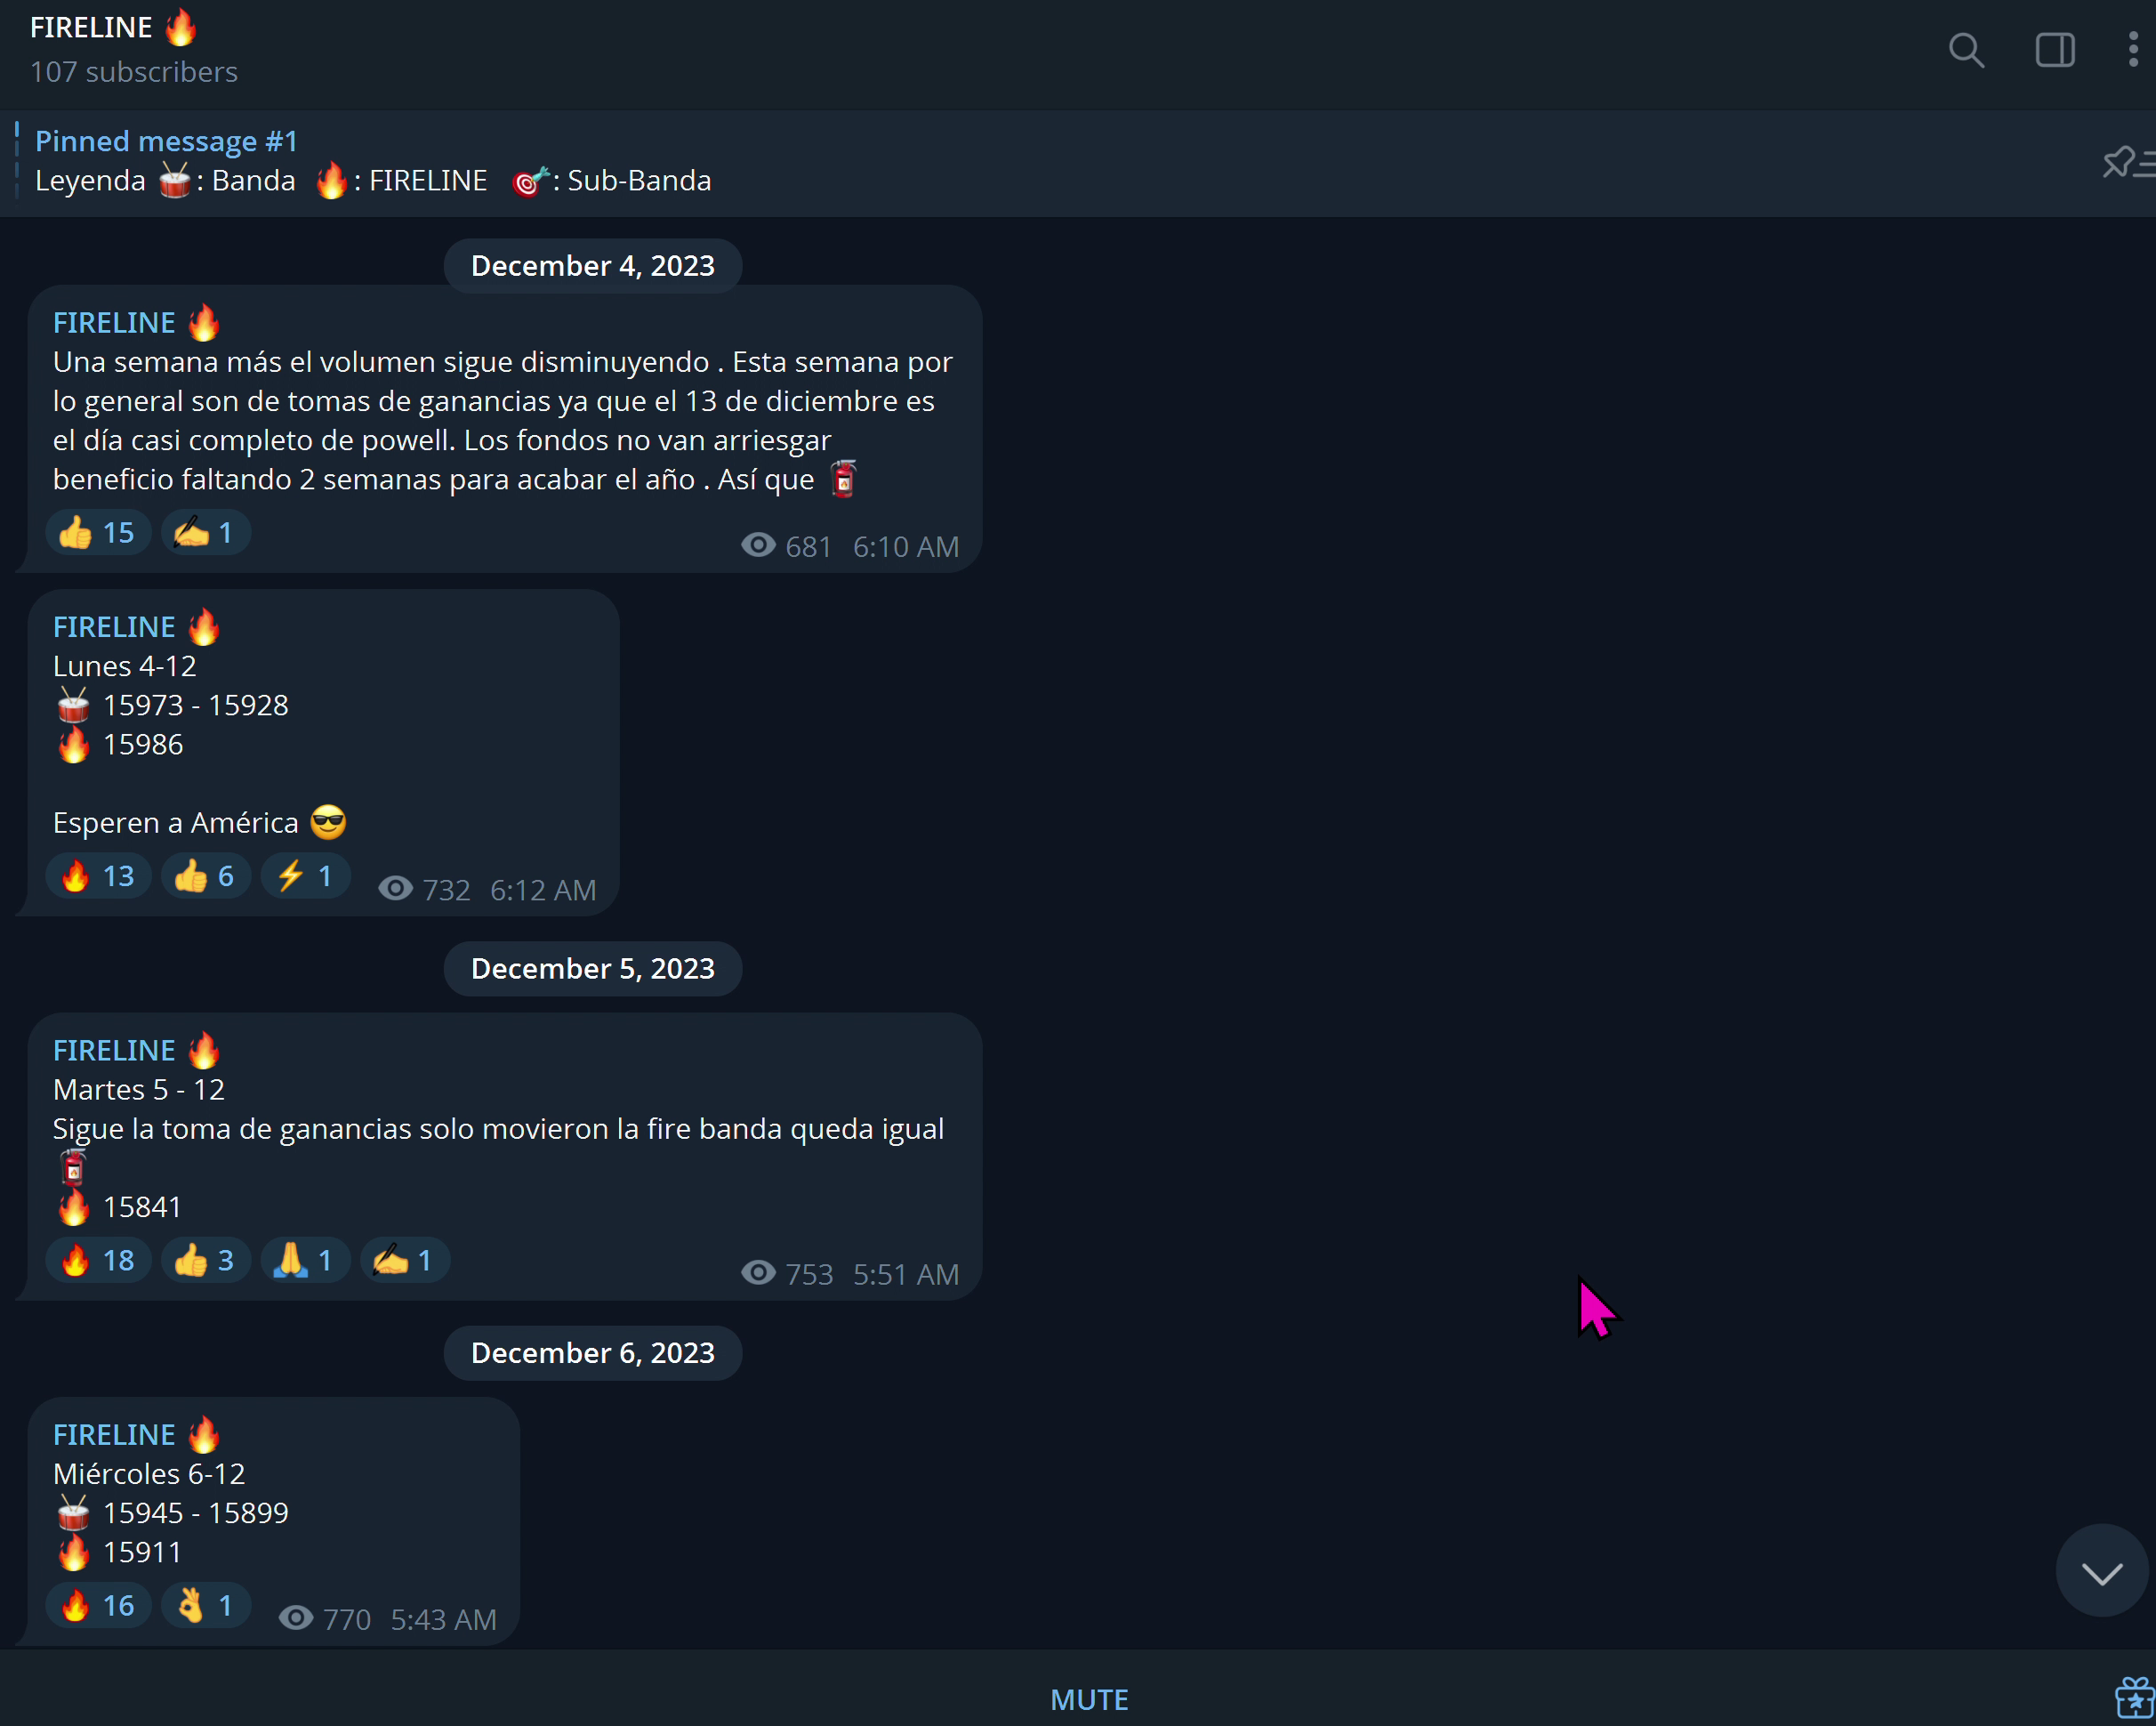 FIRELINE 🔥
107 subscribers
Pinned message #1
Leyenda 🥁: Banda 🔥: FIRELINE 🎯: Sub-Banda
December 4, 2023
FIRELINE 🔥
Una semana más el volumen sigue disminuyendo . Esta semana por
lo general son de tomas de ganancias ya que el 13 de diciembre es
el día casi completo de powell. Los fondos no van arriesgar
beneficio faltando 2 semanas para acabar el año . Así que 🧯
👍 15 ✍ 1 681 6:10 AM
FIRELINE 🔥
Lunes 4-12
🥁 15973 - 15928
🔥 15986
Esperen a América 😎
🔥 13 👍 6 ⚡ 1 732 6:12 AM
December 5, 2023
FIRELINE 🔥
Martes 5 - 12
Sigue la toma de ganancias solo movieron la fire banda queda igual
🧯
🔥 15841
🔥 18 👍 3 🙏 1 ✍ 1 753 5:51 AM
December 6, 2023
FIRELINE 🔥
Miércoles 6-12
🥁 15945 - 15899
🔥 15911
🔥 16 👌 1 770 5:43 AM
MUTE